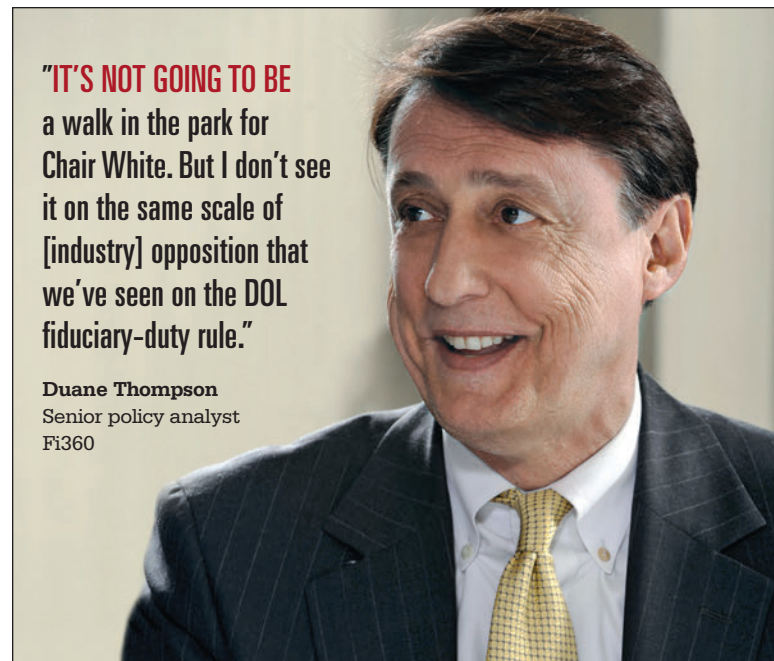 "IT'S NOT GOING TO BE
a walk in the park for
Chair White. But I don't see
it on the same scale of
[industry] opposition that
we've seen on the DOL
fiduciary-duty rule."
Duane Thompson
Senior policy analyst
Fi360